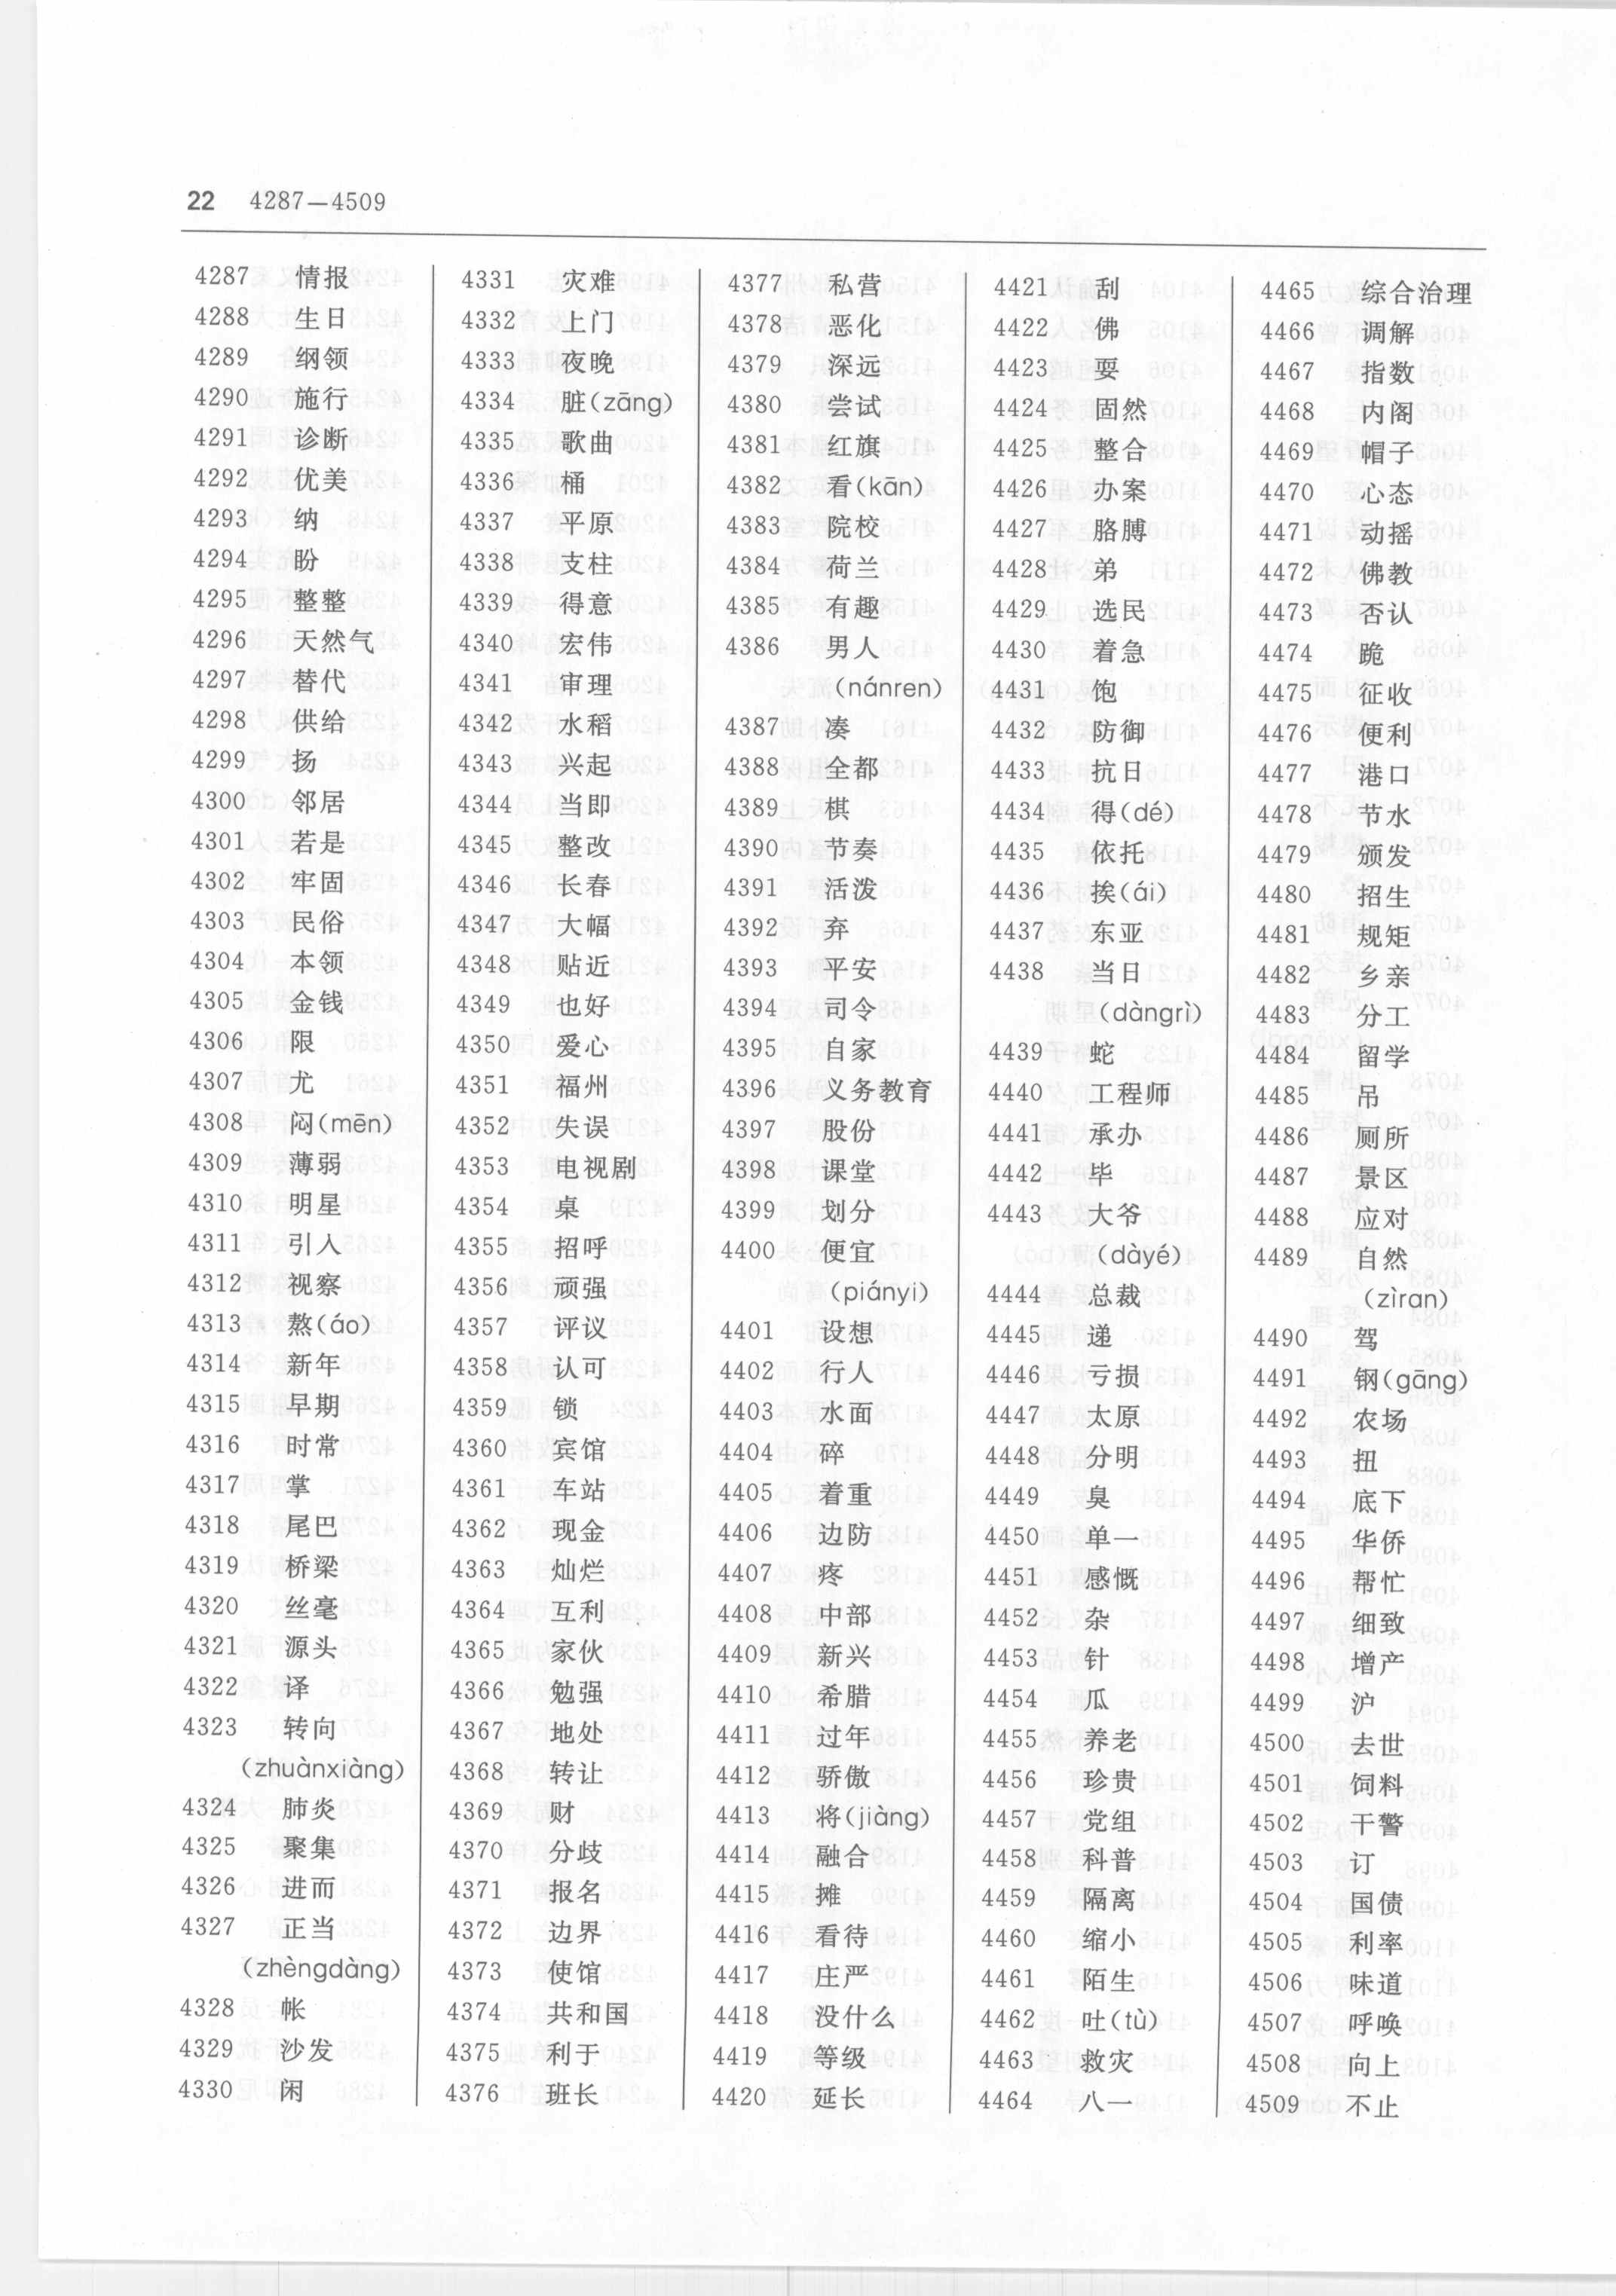 22 4287—4509
4287 情报
4288 生日
4289 纲领
4290 施行
4291 诊断
4292 优美
4293 纳
4294 盼
4295 整整
4296 天然气
4297 替代
4298 供给
4299 扬
4300 邻居
4301 若是
4302 牢固
4303 民俗
4304 本领
4305 金钱
4306 限
4307 尤
4308 闷(mēn)
4309 薄弱
4310 明星
4311 引人
4312 视察
4313 熬(áo)
4314 新年
4315 早期
4316 时常
4317 掌
4318 尾巴
4319 桥梁
4320 丝毫
4321 源头
4322 译
4323 转向
(zhuànxiàng)
4324 肺炎
4325 聚集
4326 进而
4327 正当
(zhèngdàng)
4328 帐
4329 沙发
4330 闲
4331 灾难
4332 上门
4333 夜晚
4334 脏(zāng)
4335 歌曲
4336 桶
4337 平原
4338 支柱
4339 得意
4340 宏伟
4341 审理
4342 水稻
4343 兴起
4344 当即
4345 整改
4346 长春
4347 大幅
4348 贴近
4349 也好
4350 爱心
4351 福州
4352 失误
4353 电视剧
4354 桌
4355 招呼
4356 顽强
4357 评议
4358 认可
4359 锁
4360 宾馆
4361 车站
4362 现金
4363 灿烂
4364 互利
4365 家伙
4366 勉强
4367 地处
4368 转让
4369 财
4370 分歧
4371 报名
4372 边界
4373 使馆
4374 共和国
4375 利于
4376 班长
4377 私营
4378 恶化
4379 深远
4380 尝试
4381 红旗
4382 看(kān)
4383 院校
4384 荷兰
4385 有趣
4386 男人
(nánren)
4387 凑
4388 全都
4389 棋
4390 节奏
4391 活泼
4392 弃
4393 平安
4394 司令
4395 自家
4396 义务教育
4397 股份
4398 课堂
4399 划分
4400 便宜
(piányi)
4401 设想
4402 行人
4403 水面
4404 碎
4405 着重
4406 边防
4407 疼
4408 中部
4409 新兴
4410 希腊
4411 过年
4412 骄傲
4413 将(jiàng)
4414 融合
4415 摊
4416 看待
4417 庄严
4418 没什么
4419 等级
4420 延长
4421 刮
4422 佛
4423 耍
4424 固然
4425 整合
4426 办案
4427 胳膊
4428 弟
4429 选民
4430 着急
4431 饱
4432 防御
4433 抗日
4434 得(dé)
4435 依托
4436 挨(ái)
4437 东亚
4438 当日
(dàngrì)
4439 蛇
4440 工程师
4441 承办
4442 毕
4443 大爷
(dàyé)
4444 总裁
4445 递
4446 亏损
4447 太原
4448 分明
4449 臭
4450 单一
4451 感慨
4452 杂
4453 针
4454 瓜
4455 养老
4456 珍贵
4457 党组
4458 科普
4459 隔离
4460 缩小
4461 陌生
4462 吐(tù)
4463 救灾
4464 八一
4465 综合治理
4466 调解
4467 指数
4468 内阁
4469 帽子
4470 心态
4471 动摇
4472 佛教
4473 否认
4474 跪
4475 征收
4476 便利
4477 港口
4478 节水
4479 颁发
4480 招生
4481 规矩
4482 乡亲
4483 分工
4484 留学
4485 吊
4486 厕所
4487 景区
4488 应对
4489 自然
(zìran)
4490 驾
4491 钢(gāng)
4492 农场
4493 扭
4494 底下
4495 华侨
4496 帮忙
4497 细致
4498 增产
4499 沪
4500 去世
4501 饲料
4502 干警
4503 订
4504 国债
4505 利率
4506 味道
4507 呼唤
4508 向上
4509 不止